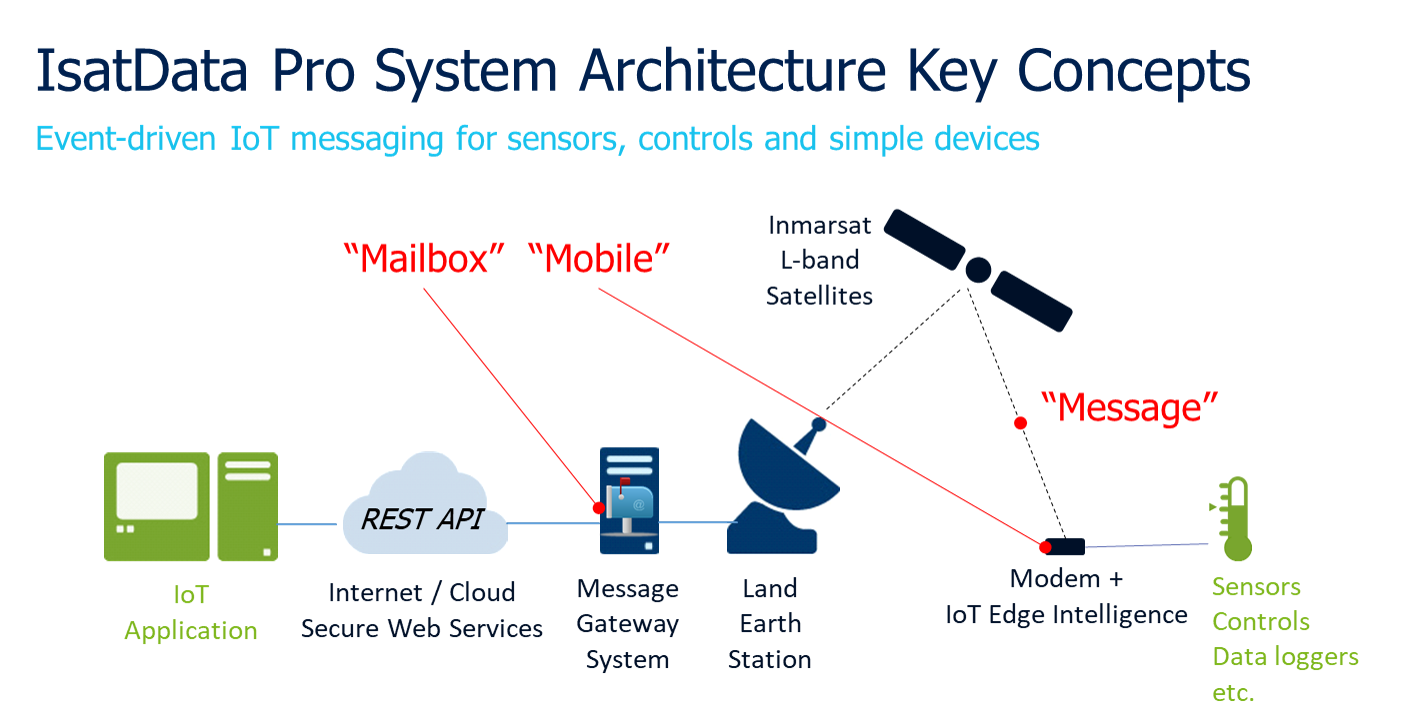 IsatData Pro System Architecture Key Concepts
Event-driven IoT messaging for sensors, controls and simple devices
“Mailbox”
“Mobile”
Inmarsat
L-band
Satellites
“Message”
REST API
@
IoT
Application
Internet / Cloud
Secure Web Services
Message
Gateway
System
Land
Earth
Station
Modem +
IoT Edge Intelligence
Sensors
Controls
Data loggers
etc.